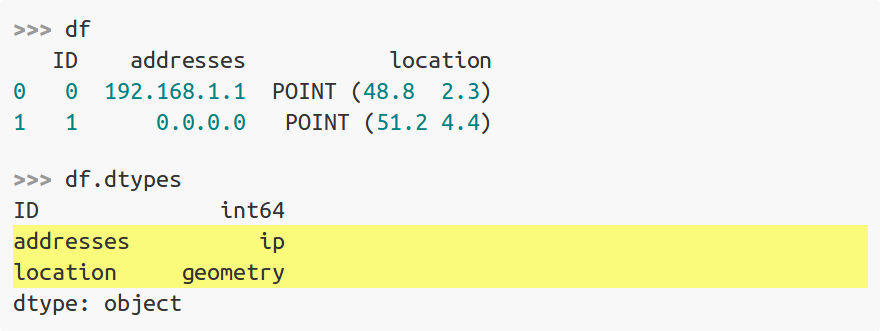 >>> df
   ID    addresses           location
0   0  192.168.1.1  POINT (48.8  2.3)
1   1      0.0.0.0   POINT (51.2 4.4)

>>> df.dtypes
ID              int64
addresses          ip
location     geometry
dtype: object